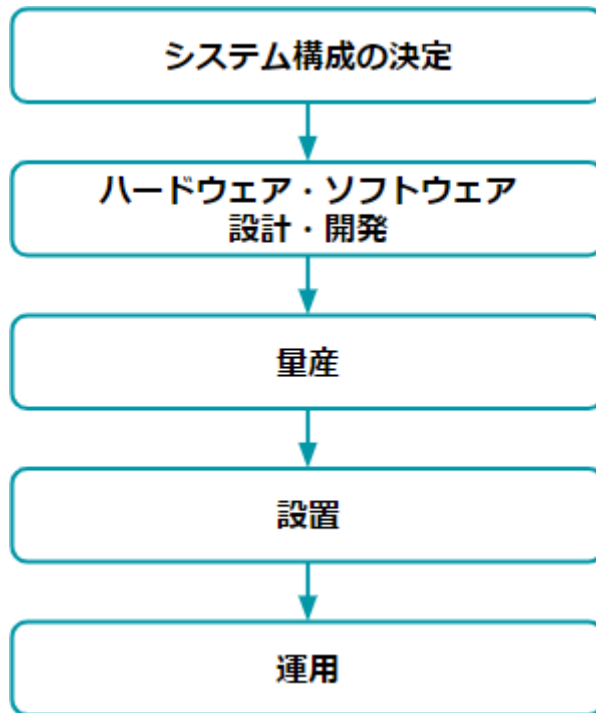 システム構成の決定
ハードウェア・ソフトウェア
設計・開発
量産
設置
運用